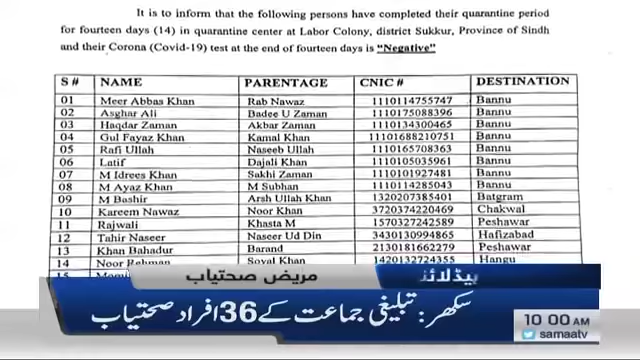 It is to inform that the following persons have completed their quarantine period
for fourteen days (14) in quarantine center at Labor Colony, district Sukkur, Province of Sindh
and their Corona (Covid-19) test at the end of fourteen days is “Negative”
S # NAME PARENTAGE CNIC # DESTINATION
01 Meer Abbas Khan Rab Nawaz 1110114755747 Bannu
02 Asghar Ali Badee U Zaman 1110175088396 Bannu
03 Haqdar Zaman Akbar Zaman 1110134300465 Bannu
04 Gul Fayaz Khan Kamal Khan 11101688210751 Bannu
05 Rafi Ullah Naseeb Ullah 1110165708363 Bannu
06 Latif Dajali Khan 1110105035961 Bannu
07 M Idrees Khan Sakhi Zaman 1110101927481 Bannu
08 M Ayaz Khan M Subhan 1110114285043 Bannu
09 M Bashir Arsh Ullah Khan 1320207385401 Batgram
10 Kareem Nawaz Noor Khan 3720374220469 Chakwal
11 Rajwali Khasta M 1570327242589 Peshawar
12 Tahir Naseer Naseer Ud Din 3430130994865 Hafizabad
13 Khan Bahadur Barand 2130181662279 Peshawar
14 Noor Rehman Soyal Khan 1420132724355 Hangu
15
مریض صحتیاب
ہیڈلائنز
سکھر: تبلیغی جماعت کے 36 افراد صحتیاب
10:00 AM
samaatv